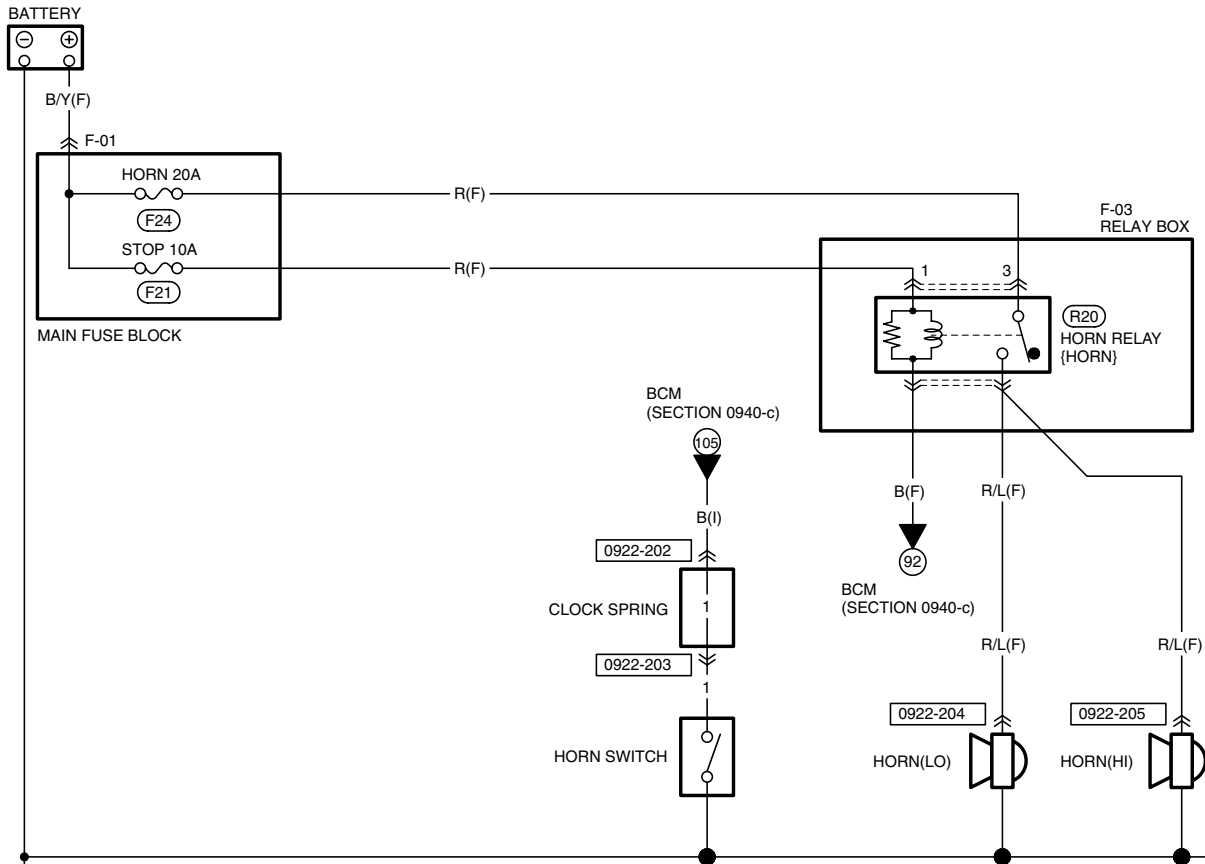 BATTERY
− +
B/Y(F)
F-01
HORN 20A
F24
STOP 10A
F21
MAIN FUSE BLOCK
R(F)
R(F)
F-03
RELAY BOX
1 3
R20
HORN RELAY
{HORN}
BCM
(SECTION 0940-c)
105
B(I)
0922-202
CLOCK SPRING
1
0922-203
1
HORN SWITCH
B(F)
R/L(F)
92
BCM
(SECTION 0940-c)
R/L(F)
R/L(F)
0922-204
HORN(LO)
0922-205
HORN(HI)